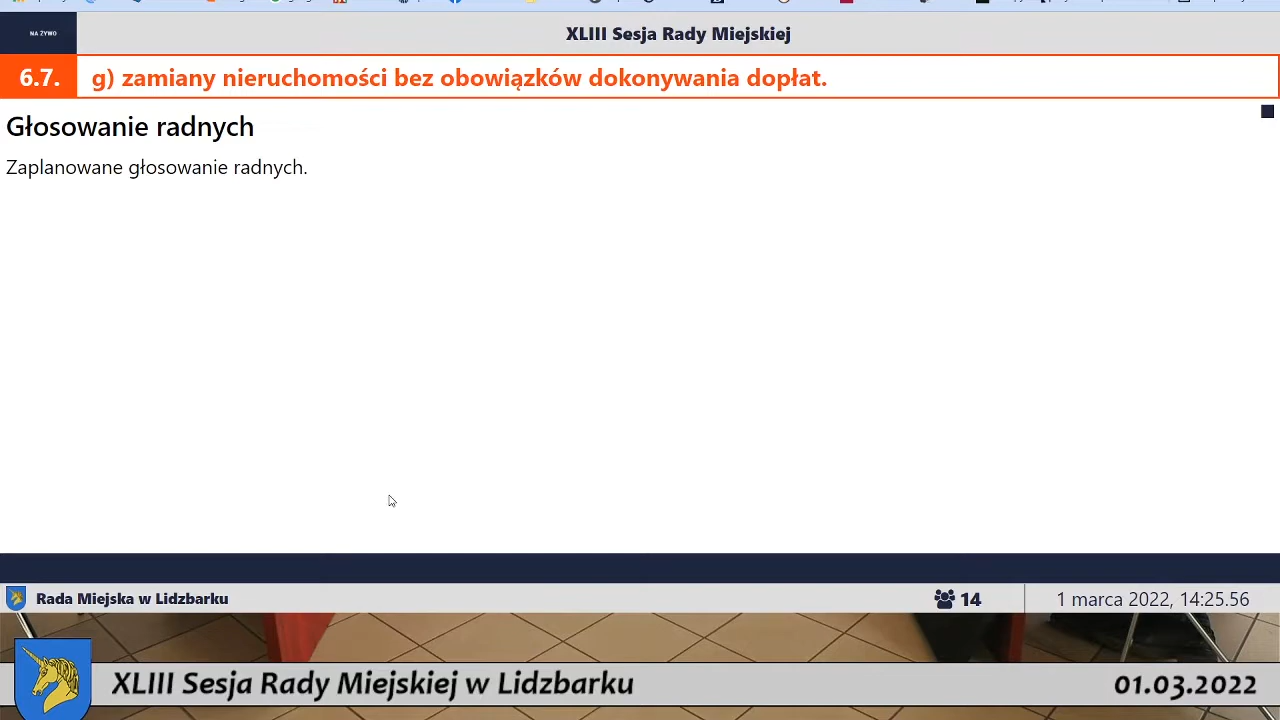 NA ŻYWO
XLIII Sesja Rady Miejskiej
6.7.
g) zamiany nieruchomości bez obowiązków dokonywania dopłat.
Głosowanie radnych
Zaplanowane głosowanie radnych.
Rada Miejska w Lidzbarku
14
1 marca 2022, 14:25.56
XLIII Sesja Rady Miejskiej w Lidzbarku
01.03.2022